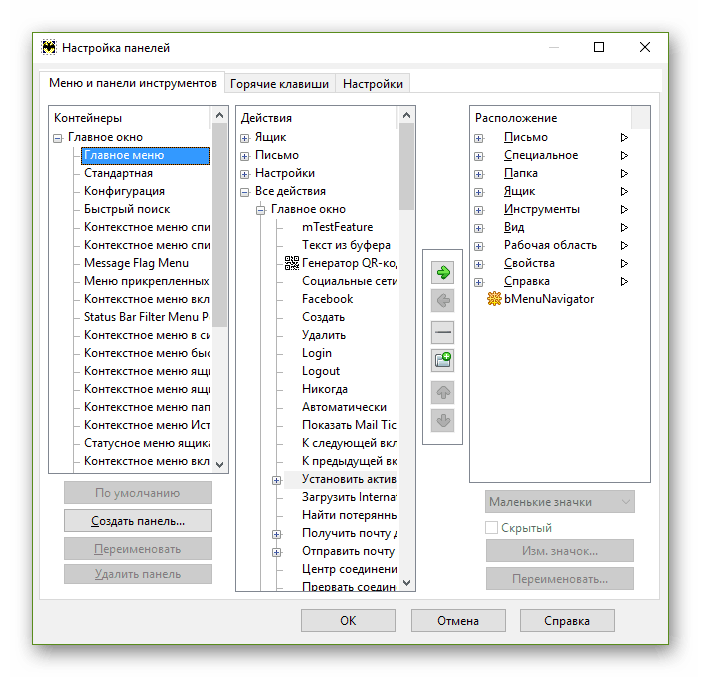 Настройка панелей
Меню и панели инструментов
Горячие клавиши
Настройки
Контейнеры
Главное окно
Главное меню
Стандартная
Конфигурация
Быстрый поиск
Контекстное меню спи
Контекстное меню спи
Message Flag Menu
Меню прикрепленных
Контекстное меню вкл
Status Bar Filter Menu P
Контекстное меню в си
Контекстное меню быс
Контекстное меню ящи
Контекстное меню ящи
Контекстное меню пап
Контекстное меню Ист
Статусное меню ящика
Контекстное меню вкл
По умолчанию
Создать панель...
Переименовать
Удалить панель
Действия
Ящик
Письмо
Настройки
Все действия
Главное окно
mTestFeature
Текст из буфера
Генератор QR-код
Социальные сети
Facebook
Создать
Удалить
Login
Logout
Никогда
Автоматически
Показать Mail Tic
К следующей вкл
К предыдущей вк
Установить актив
Загрузить Interna
Найти потерянны
Получить почту д
Отправить почту
Центр соединени
Прервать соедин
Расположение
Письмо
Специальное
Папка
Ящик
Инструменты
Вид
Рабочая область
Свойства
Справка
bMenuNavigator
Маленькие значки
Скрытый
Изм. значок...
Переименовать...
OK
Отмена
Справка